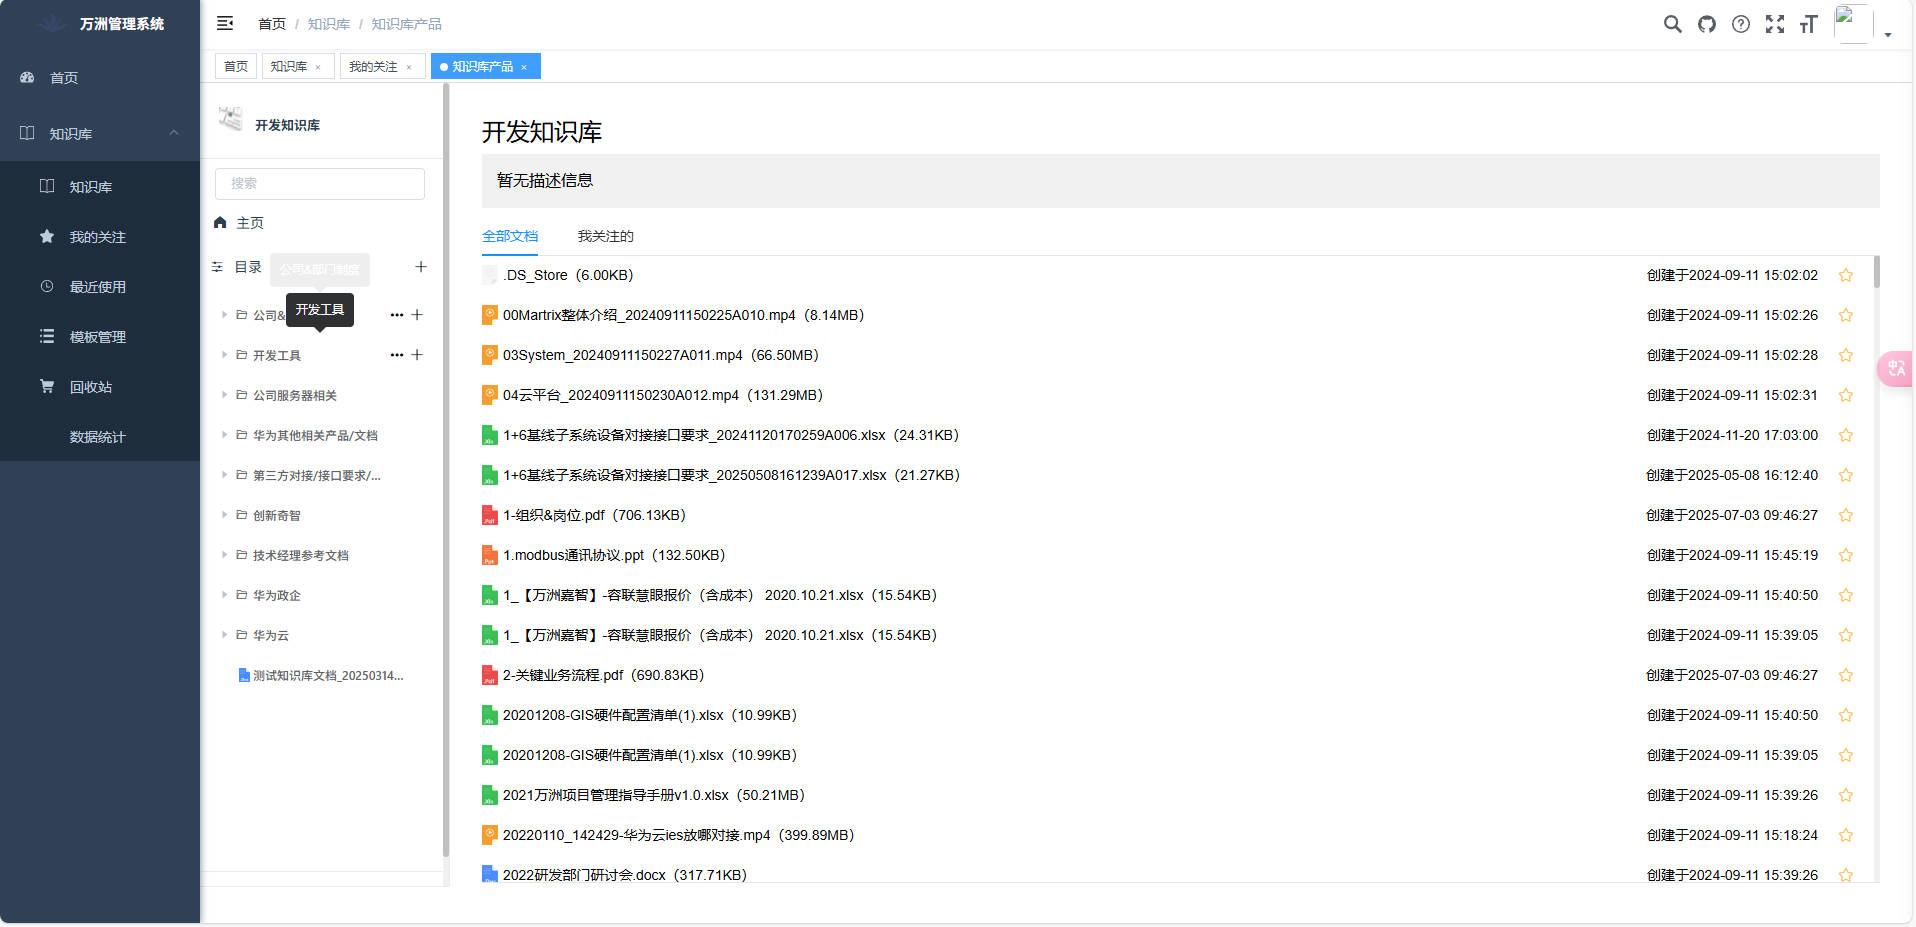 万洲管理系统
首页
知识库
知识库
我的关注
最近使用
模板管理
回收站
数据统计
首页 / 知识库 / 知识库产品
首页
知识库 ×
我的关注 ×
知识库产品 ×
开发知识库
搜索
主页
目录
公司&部门制度
开发工具
公司&
开发工具
公司服务器相关
华为其他相关产品/文档
第三方对接/接口要求/...
创新奇智
技术经理参考文档
华为政企
华为云
测试知识库文档_20250314...
开发知识库
暂无描述信息
全部文档 我关注的
.DS_Store（6.00KB） 创建于2024-09-11 15:02:02
00Martrix整体介绍_20240911150225A010.mp4（8.14MB） 创建于2024-09-11 15:02:26
03System_20240911150227A011.mp4（66.50MB） 创建于2024-09-11 15:02:28
04云平台_20240911150230A012.mp4（131.29MB） 创建于2024-09-11 15:02:31
1+6基线子系统设备对接接口要求_20241120170259A006.xlsx（24.31KB） 创建于2024-11-20 17:03:00
1+6基线子系统设备对接接口要求_20250508161239A017.xlsx（21.27KB） 创建于2025-05-08 16:12:40
1-组织&岗位.pdf（706.13KB） 创建于2025-07-03 09:46:27
1.modbus通讯协议.ppt（132.50KB） 创建于2024-09-11 15:45:19
1_【万洲嘉智】-容联慧眼报价（含成本） 2020.10.21.xlsx（15.54KB） 创建于2024-09-11 15:40:50
1_【万洲嘉智】-容联慧眼报价（含成本） 2020.10.21.xlsx（15.54KB） 创建于2024-09-11 15:39:05
2-关键业务流程.pdf（690.83KB） 创建于2025-07-03 09:46:27
20201208-GIS硬件配置清单(1).xlsx（10.99KB） 创建于2024-09-11 15:40:50
20201208-GIS硬件配置清单(1).xlsx（10.99KB） 创建于2024-09-11 15:39:05
2021万洲项目管理指导手册v1.0.xlsx（50.21MB） 创建于2024-09-11 15:39:26
20220110_142429-华为云ies放哪对接.mp4（399.89MB） 创建于2024-09-11 15:18:24
2022研发部门研讨会.docx（317.71KB） 创建于2024-09-11 15:39:26